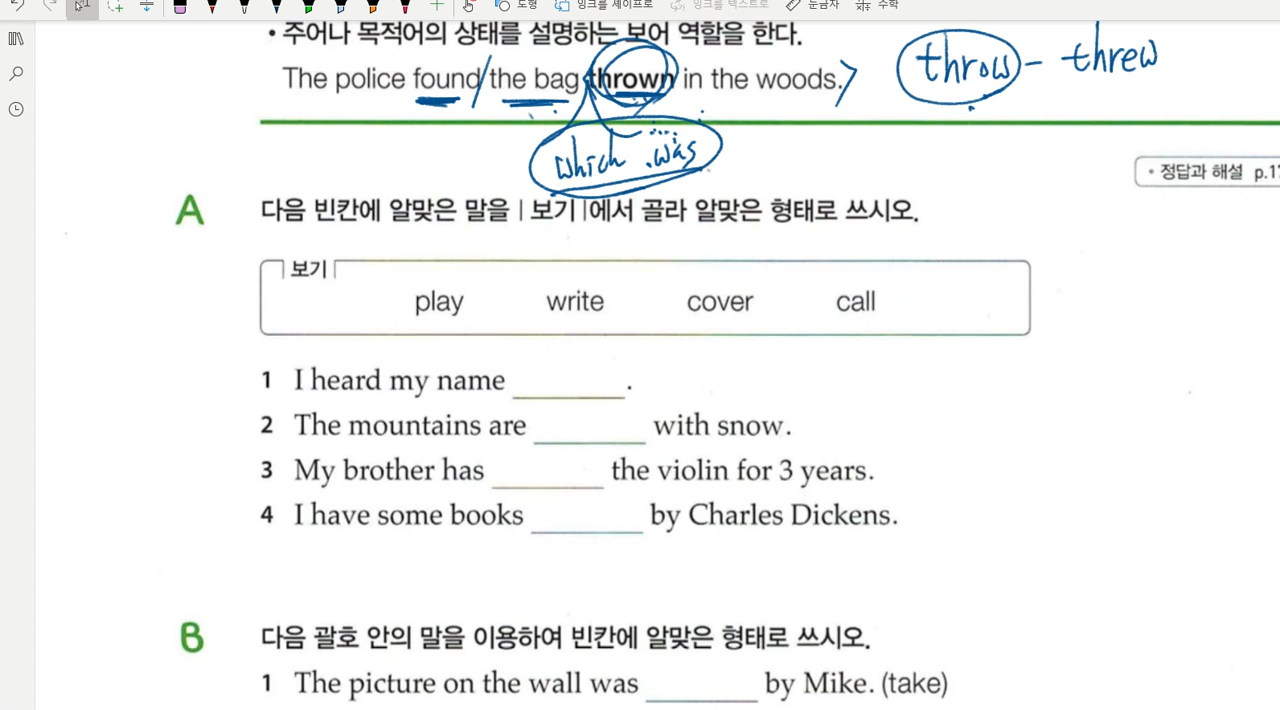 도형
잉크를 셰이프로
잉크를 텍스트로
눈금자
수학
• 주어나 목적어의 상태를 설명하는 보어 역할을 한다.
The police found / the bag thrown in the woods.
throw - threw
which was
• 정답과 해설 p.1
A 다음 빈칸에 알맞은 말을 | 보기 |에서 골라 알맞은 형태로 쓰시오.
보기
play write cover call
1 I heard my name ________.
2 The mountains are ________ with snow.
3 My brother has ________ the violin for 3 years.
4 I have some books ________ by Charles Dickens.
B 다음 괄호 안의 말을 이용하여 빈칸에 알맞은 형태로 쓰시오.
1 The picture on the wall was ________ by Mike. (take)